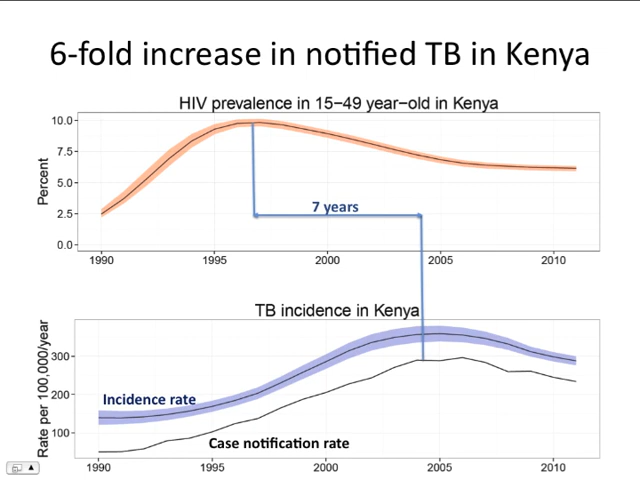 6-fold increase in notified TB in Kenya
HIV prevalence in 15−49 year−old in Kenya
Percent
10.0
7.5
5.0
2.5
0.0
7 years
1990 1995 2000 2005 2010
TB incidence in Kenya
Rate per 100,000/year
300
200
100
Incidence rate
Case notification rate
1990 1995 2000 2005 2010